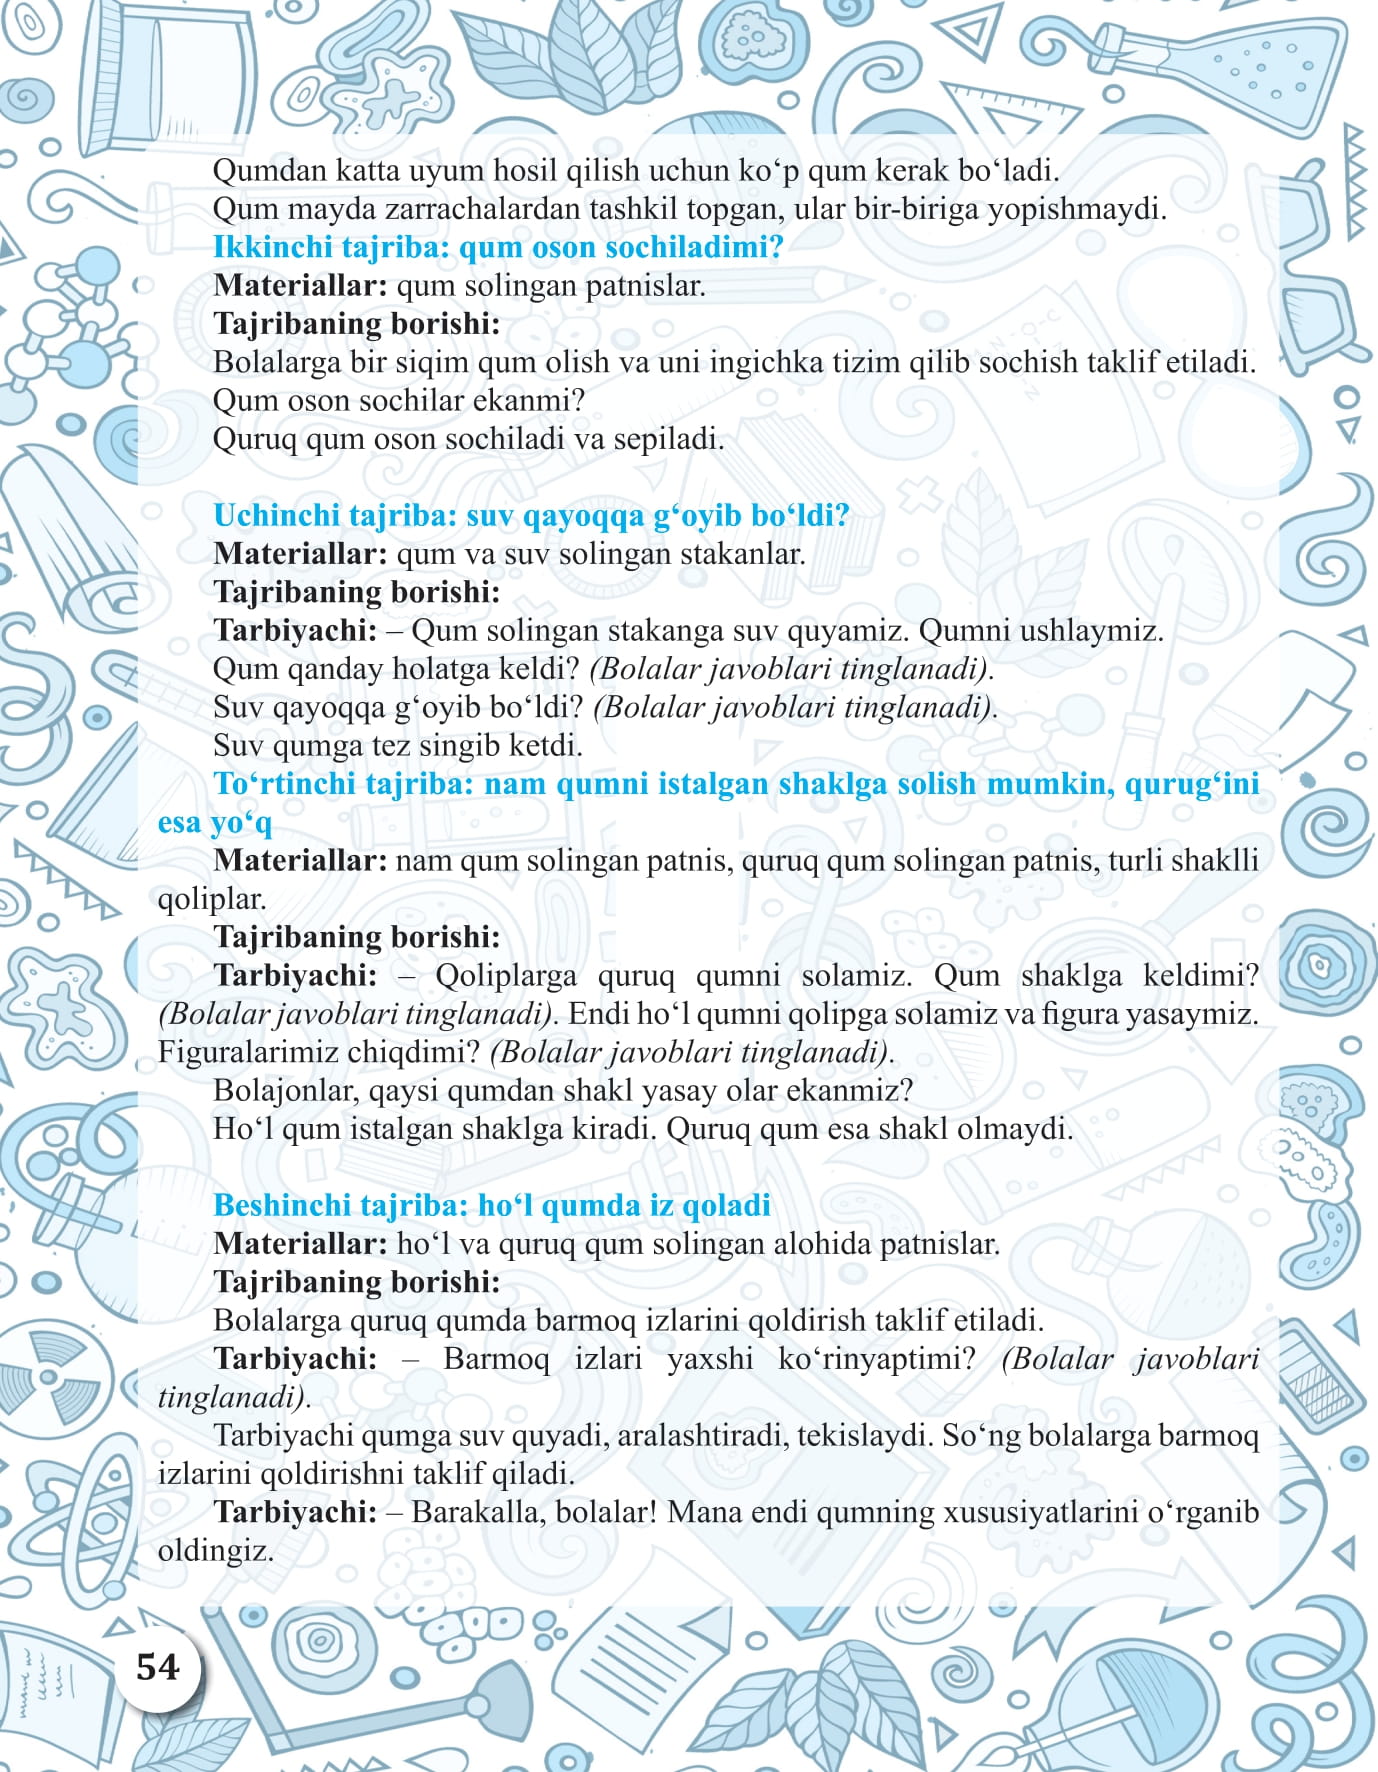 Qumdan katta uyum hosil qilish uchun ko‘p qum kerak bo‘ladi.
Qum mayda zarrachalardan tashkil topgan, ular bir-biriga yopishmaydi.
Ikkinchi tajriba: qum oson sochiladimi?
Materiallar: qum solingan patnislar.
Tajribaning borishi:
Bolalarga bir siqim qum olish va uni ingichka tizim qilib sochish taklif etiladi.
Qum oson sochilar ekanmi?
Quruq qum oson sochiladi va sepiladi.
Uchinchi tajriba: suv qayoqqa g‘oyib bo‘ldi?
Materiallar: qum va suv solingan stakanlar.
Tajribaning borishi:
Tarbiyachi: – Qum solingan stakanga suv quyamiz. Qumni ushlaymiz.
Qum qanday holatga keldi? (Bolalar javoblari tinglanadi).
Suv qayoqqa g‘oyib bo‘ldi? (Bolalar javoblari tinglanadi).
Suv qumga tez singib ketdi.
To‘rtinchi tajriba: nam qumni istalgan shaklga solish mumkin, qurug‘ini
esa yo‘q
Materiallar: nam qum solingan patnis, quruq qum solingan patnis, turli shaklli
qoliplar.
Tajribaning borishi:
Tarbiyachi: – Qoliplarga quruq qumni solamiz. Qum shaklga keldimi?
(Bolalar javoblari tinglanadi). Endi ho‘l qumni qolipga solamiz va figura yasaymiz.
Figuralarimiz chiqdimi? (Bolalar javoblari tinglanadi).
Bolajonlar, qaysi qumdan shakl yasay olar ekanmiz?
Ho‘l qum istalgan shaklga kiradi. Quruq qum esa shakl olmaydi.
Beshinchi tajriba: ho‘l qumda iz qoladi
Materiallar: ho‘l va quruq qum solingan alohida patnislar.
Tajribaning borishi:
Bolalarga quruq qumda barmoq izlarini qoldirish taklif etiladi.
Tarbiyachi: – Barmoq izlari yaxshi ko‘rinyaptimi? (Bolalar javoblari
tinglanadi).
Tarbiyachi qumga suv quyadi, aralashtiradi, tekislaydi. So‘ng bolalarga barmoq
izlarini qoldirishni taklif qiladi.
Tarbiyachi: – Barakalla, bolalar! Mana endi qumning xususiyatlarini o‘rganib
oldingiz.
54